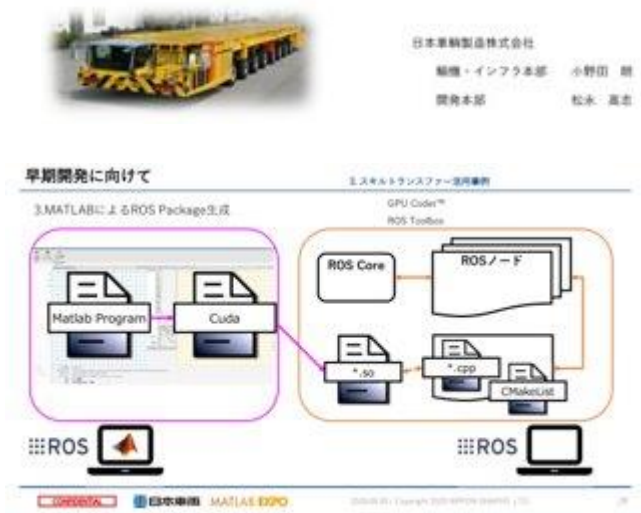 日本車輌製造株式会社
輸機・インフラ本部 小野田
開発本部 松永
早期開発に向けて
3.MATLABによるROS Package生成
GPU Coder™
ROS Toolbox
Matlab Program
Cuda
ROS Core
ROSノード
*.so
*.cpp
CMakeList
ROS
ROS
CONFIDENTIAL
日本車両 MATLAB EXPO